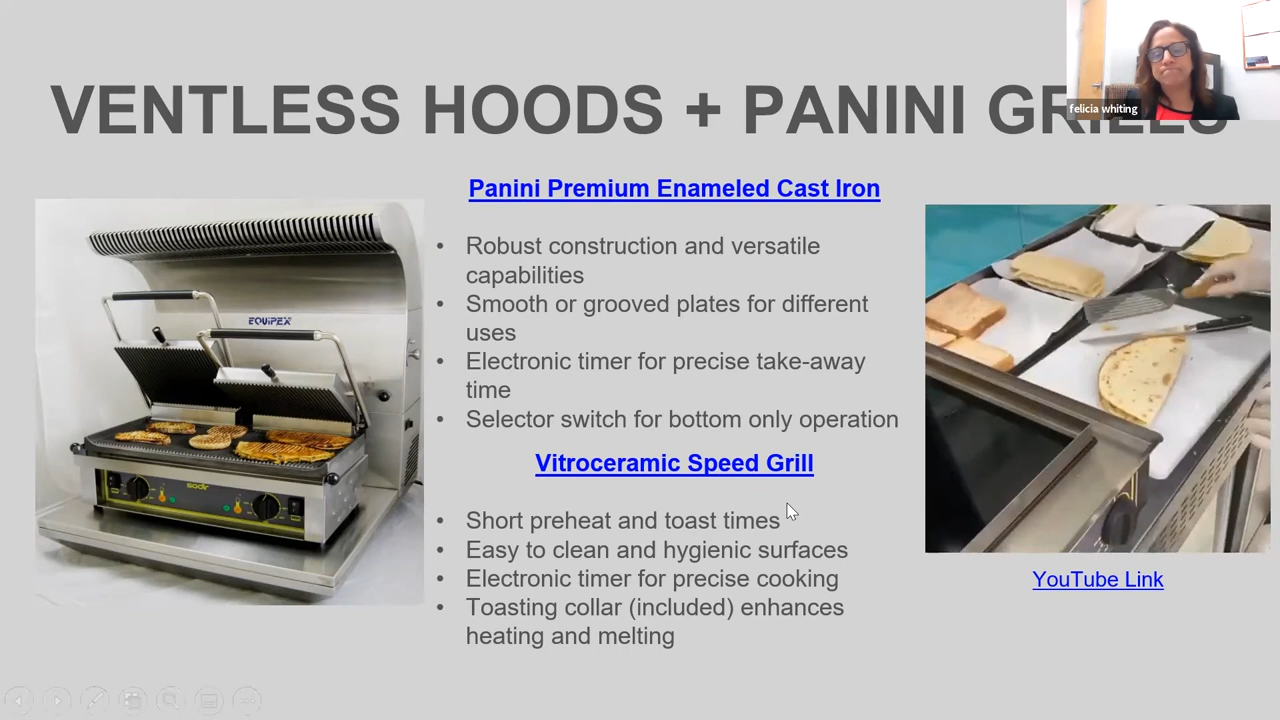 felicia whiting
VENTLESS HOODS + PANINI GRILLS
Panini Premium Enameled Cast Iron
• Robust construction and versatile
capabilities
• Smooth or grooved plates for different
uses
• Electronic timer for precise take-away
time
• Selector switch for bottom only operation
Vitroceramic Speed Grill
• Short preheat and toast times
• Easy to clean and hygienic surfaces
• Electronic timer for precise cooking
• Toasting collar (included) enhances
heating and melting
EQUIPEX
sodir
YouTube Link